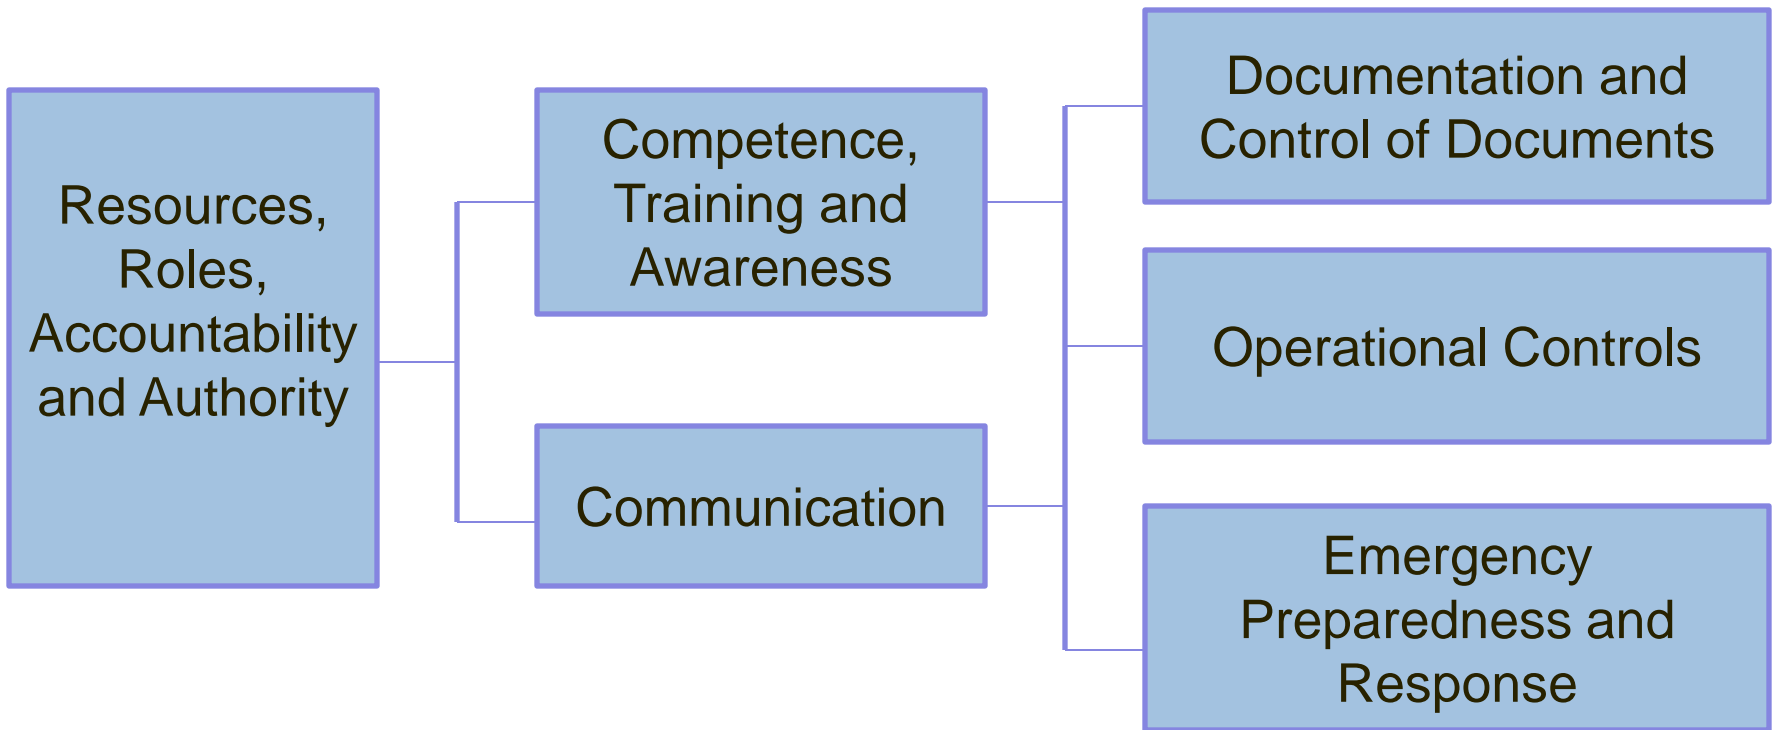 Resources,
Roles,
Accountability
and Authority
Competence,
Training and
Awareness
Communication
Documentation and
Control of Documents
Operational Controls
Emergency
Preparedness and
Response